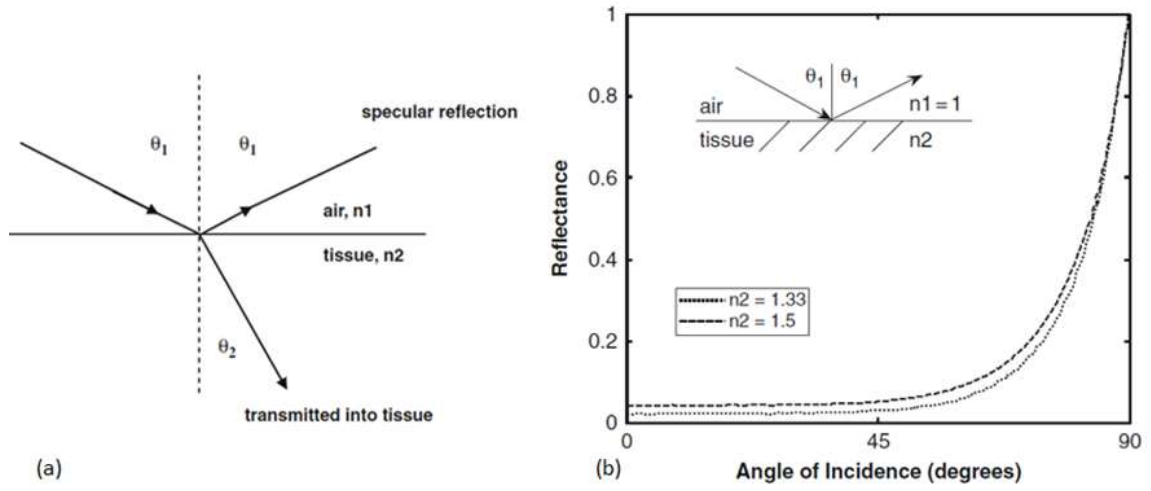 θ1
θ1
specular reflection
air, n1
tissue, n2
θ2
transmitted into tissue
(a)
1
0.8
0.6
0.4
0.2
0
Reflectance
θ1 θ1
air
n1 = 1
tissue
n2
n2 = 1.33
n2 = 1.5
0
45
90
Angle of Incidence (degrees)
(b)